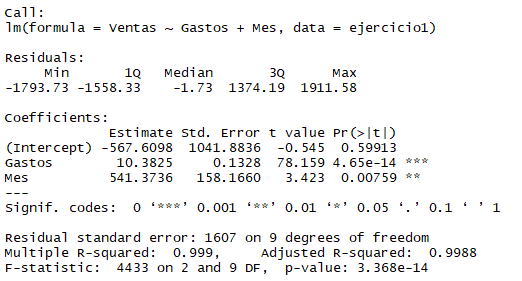 Call:
lm(formula = Ventas ~ Gastos + Mes, data = ejercicio1)
Residuals:
Min 1Q Median 3Q Max
-1793.73 -1558.33 -1.73 1374.19 1911.58
Coefficients:
Estimate Std. Error t value Pr(>|t|)
(Intercept) -567.6098 1041.8836 -0.545 0.59913
Gastos 10.3825 0.1328 78.159 4.65e-14 ***
Mes 541.3736 158.1660 3.423 0.00759 **
---
Signif. codes: 0 ‘***’ 0.001 ‘**’ 0.01 ‘*’ 0.05 ‘.’ 0.1 ‘ ’ 1
Residual standard error: 1607 on 9 degrees of freedom
Multiple R-squared: 0.999, Adjusted R-squared: 0.9988
F-statistic: 4433 on 2 and 9 DF, p-value: 3.368e-14